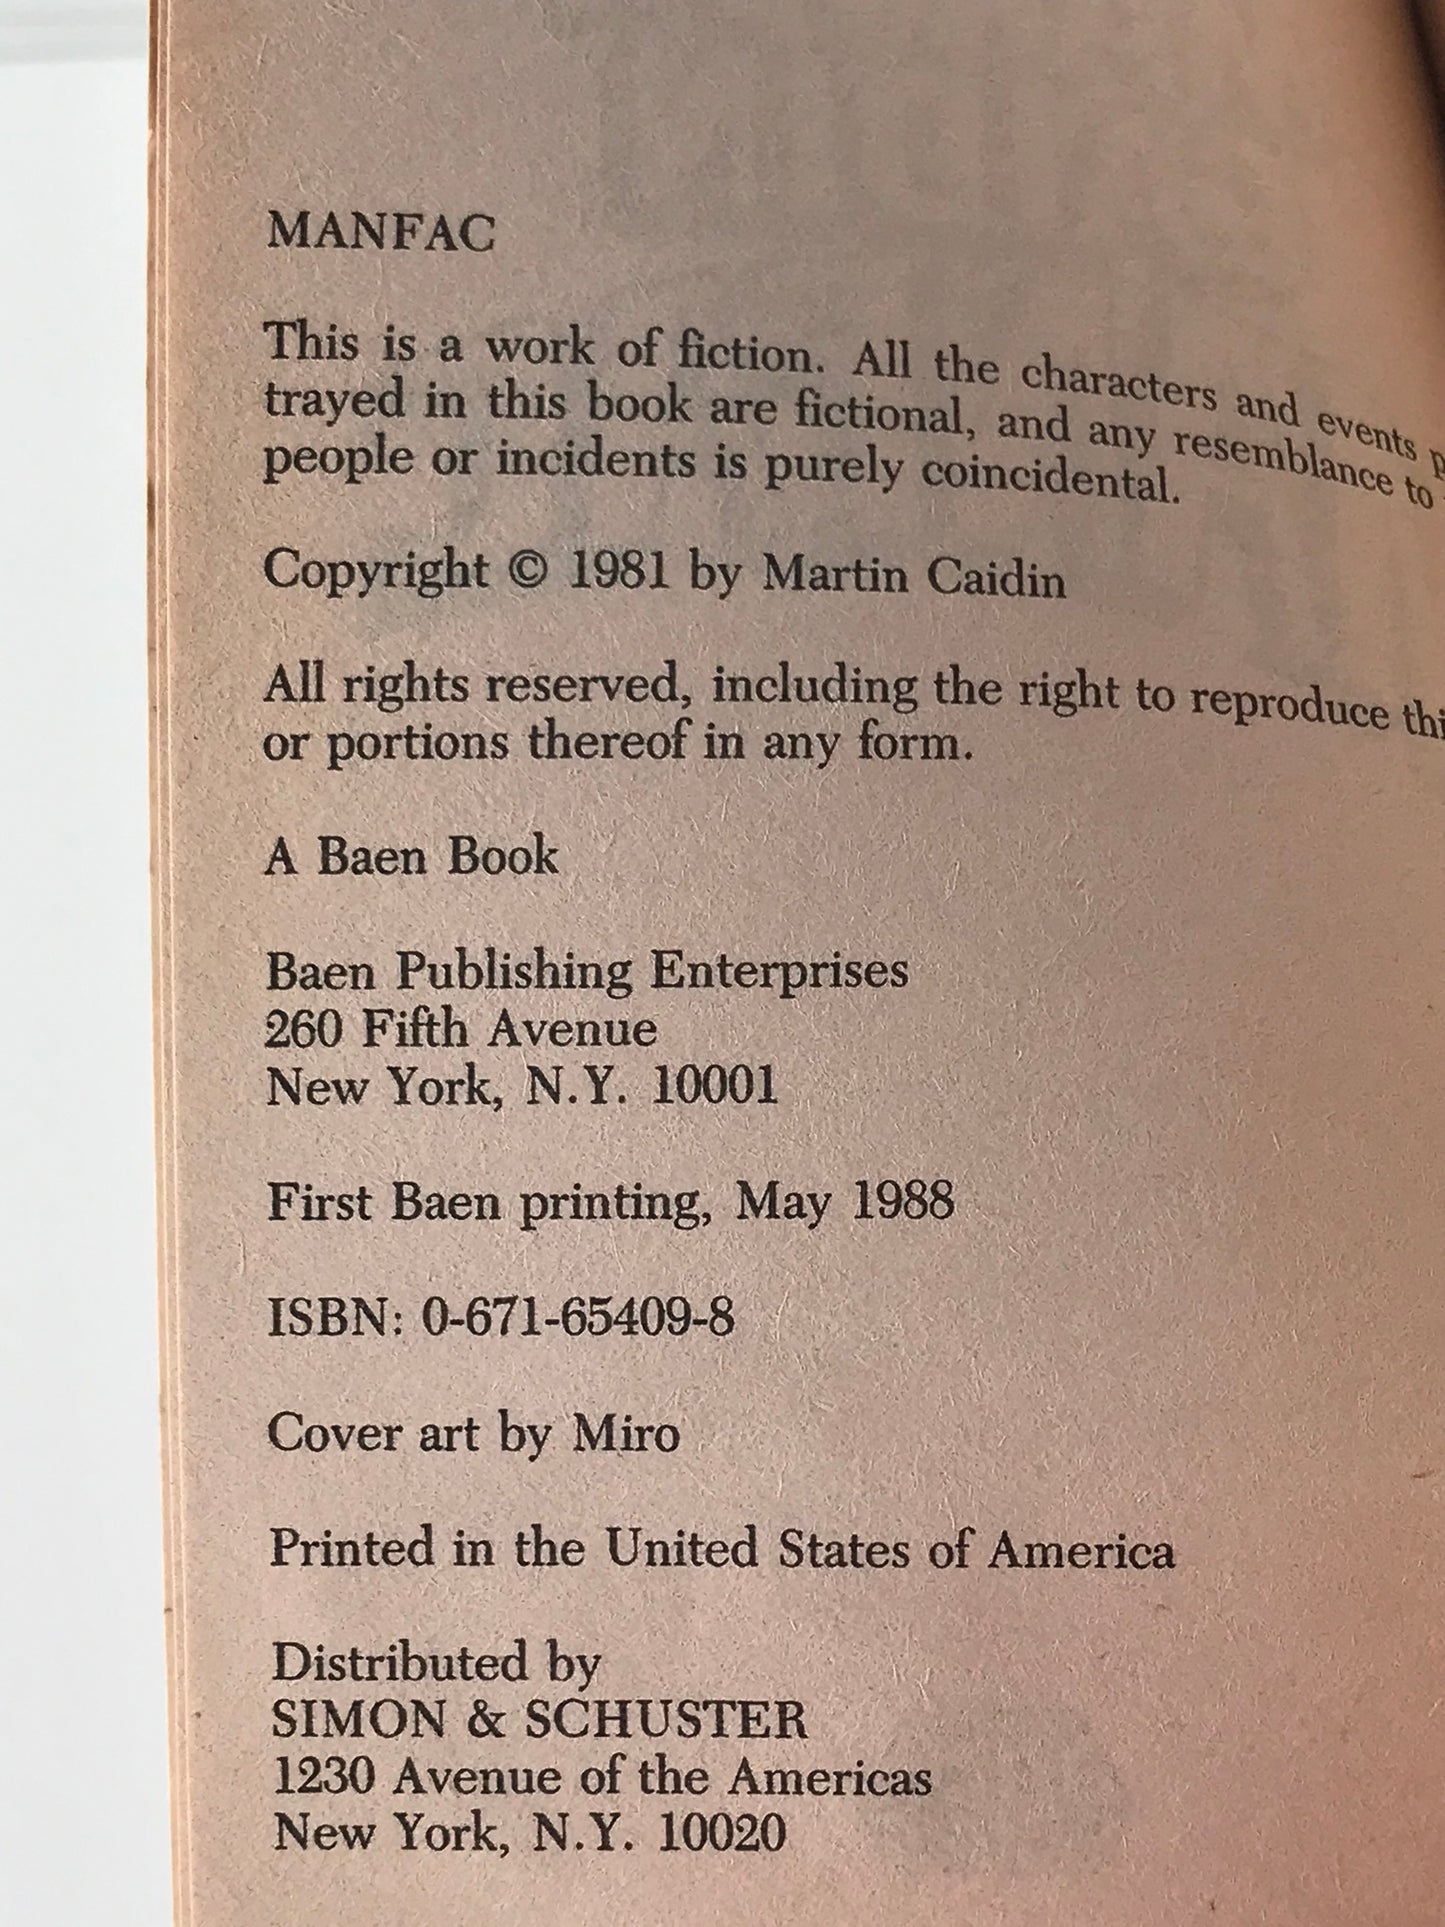 MANFAC
This is a work of fiction. All the characters and events
trayed in this book are fictional, and any resemblance to
people or incidents is purely coincidental.
Copyright © 1981 by Martin Caidin
All rights reserved, including the right to reproduce
or portions thereof in any form.
A Baen Book
Baen Publishing Enterprises
260 Fifth Avenue
New York, N.Y. 10001
First Baen printing, May 1988
ISBN: 0-671-65409-8
Cover art by Miro
Printed in the United States of America
Distributed by
SIMON & SCHUSTER
1230 Avenue of the Americas
New York, N.Y. 10020